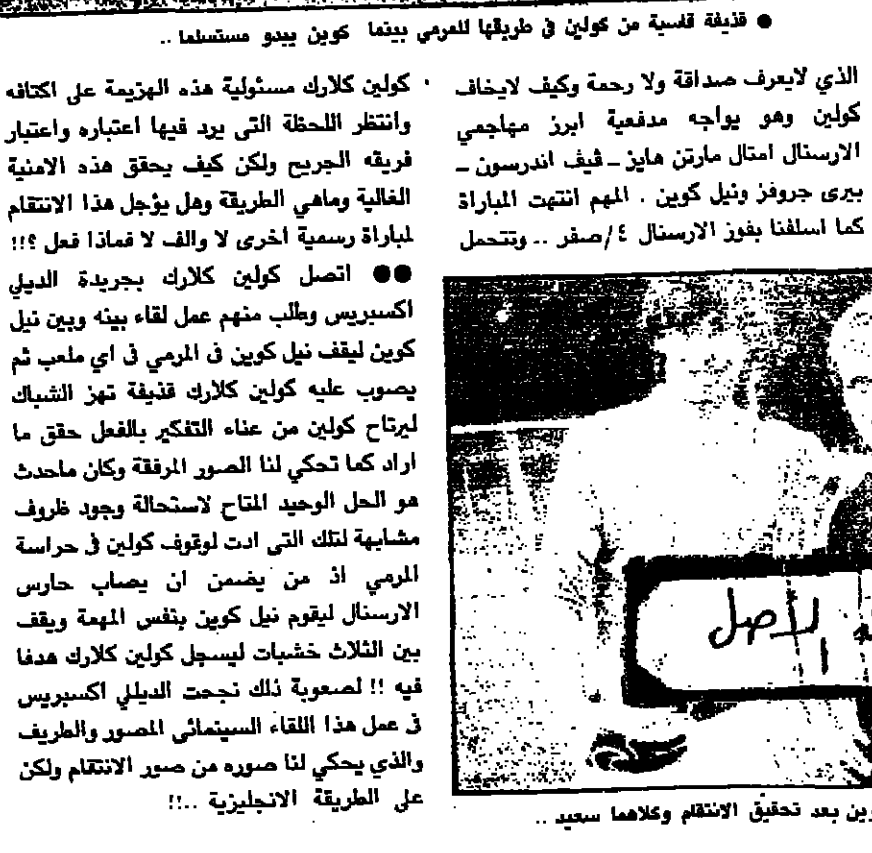 ● قذيفة قاسية من كولين في طريقها للمرمي بينما كوين يبدو مستسلما ..
الذي لايعرف صداقة ولا رحمة وكيف لايخاف
كولين وهو يواجه مدفعية ابرز مهاجمي
الارسنال امثال مارتن هايز ـ ڤيڤ اندرسون ـ
بيرى جروفز ونيل كوين . المهم انتهت المباراة
كما اسلفنا بفوز الارسنال ٤/صفر .. وتتحمل
كولين كلارك مسئولية هذه الهزيمة على اكتافه
وانتظر اللحظة التى يرد فيها اعتباره واعتبار
فريقه الجريح ولكن كيف يحقق هذه الامنية
الغالية وماهي الطريقة وهل يؤجل هذا الانتقام
لمباراة رسمية اخرى لا والف لا فماذا فعل ؟!!
●● اتصل كولين كلارك بجريدة الديلي
اكسبريس وطلب منهم عمل لقاء بينه وبين نيل
كوين ليقف نيل كوين فى المرمي فى اي ملعب ثم
يصوب عليه كولين كلارك قذيفة تهز الشباك
ليرتاح كولين من عناء التفكير بالفعل حقق ما
اراد كما تحكي لنا الصور المرفقة وكان ماحدث
هو الحل الوحيد المتاح لاستحالة وجود ظروف
مشابهة لتلك التى ادت لوقوف كولين في حراسة
المرمي اذ من يضمن ان يصاب حارس
الارسنال ليقوم نيل كوين بنفس المهمة ويقف
بين الثلاث خشبات ليسجل كولين كلارك هدفا
فيه !! لصعوبة ذلك نجحت الديللي اكسبريس
فى عمل هذا اللقاء السينمائى المصور والطريف
والذي يحكي لنا صوره من صور الانتقام ولكن
على الطريقة الانجليزية ..!!
لأصل
وين بعد تحقيق الانتقام وكلاهما سعيد ..